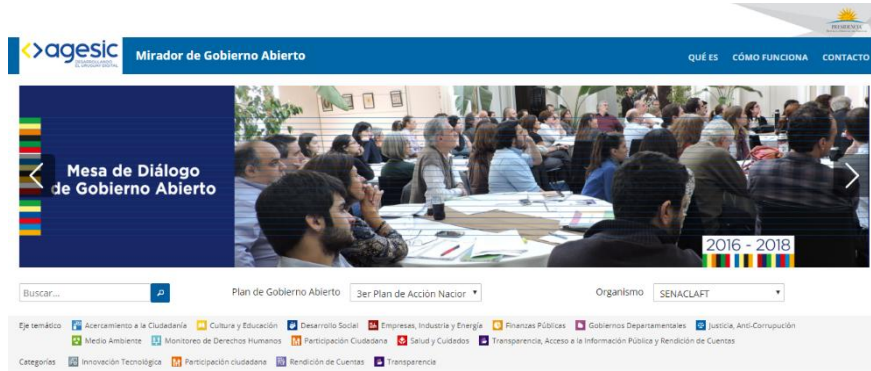 PRESIDENCIA
<>agesic
Mirador de Gobierno Abierto
QUÉ ES CÓMO FUNCIONA CONTACTO
Mesa de Diálogo
de Gobierno Abierto
2016 - 2018
Buscar...
Plan de Gobierno Abierto
3er Plan de Acción Nacior
Organismo
SENACLAFT
Eje temático Acercamiento a la Ciudadanía Cultura y Educación Desarrollo Social Empresas, Industria y Energía Finanzas Públicas Gobiernos Departamentales Justicia, Anti-Corrupución
Medio Ambiente Monitoreo de Derechos Humanos Participación Ciudadana Salud y Cuidados Transparencia, Acceso a la Información Pública y Rendición de Cuentas
Categorías Innovación Tecnológica Participación ciudadana Rendición de Cuentas Transparencia